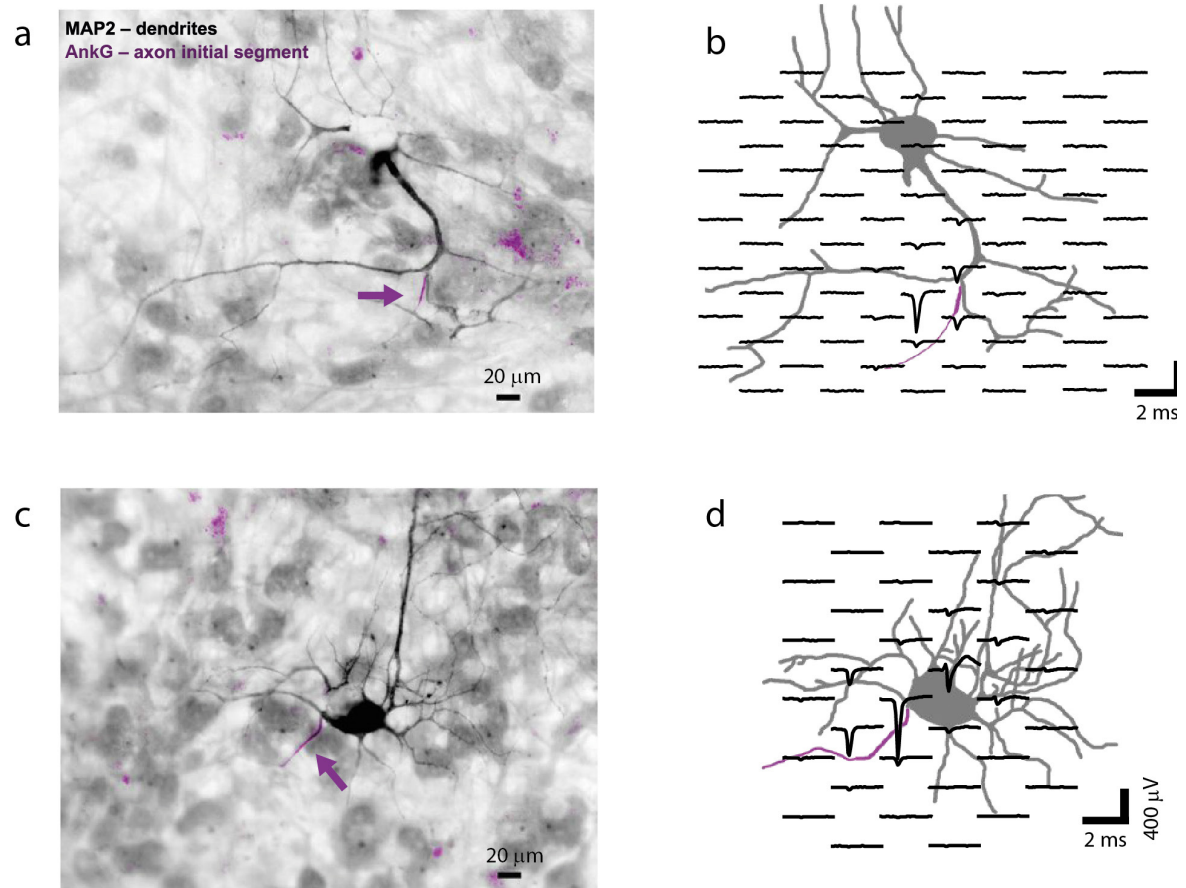 a
MAP2 – dendrites
AnkG – axon initial segment
20 μm
b
2 ms
c
20 μm
d
400 μV
2 ms